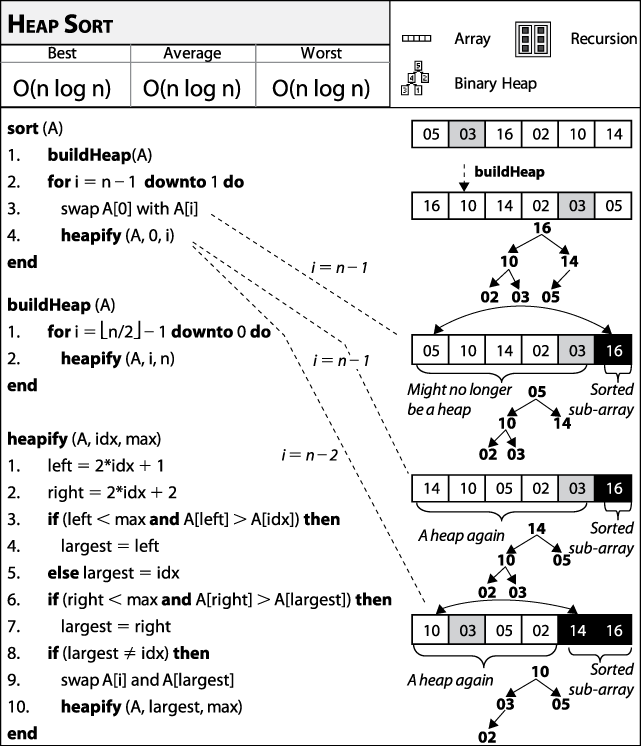 HEAP SORT
Best Average Worst
O(n log n) O(n log n) O(n log n)
Array Recursion
Binary Heap
5
4 2
3 1
sort (A)
1. buildHeap(A)
2. for i = n − 1 downto 1 do
3. swap A[0] with A[i]
4. heapify (A, 0, i)
end
buildHeap (A)
1. for i = ⌊n/2⌋ − 1 downto 0 do
2. heapify (A, i, n)
end
heapify (A, idx, max)
1. left = 2*idx + 1
2. right = 2*idx + 2
3. if (left < max and A[left] > A[idx]) then
4. largest = left
5. else largest = idx
6. if (right < max and A[right] > A[largest]) then
7. largest = right
8. if (largest ≠ idx) then
9. swap A[i] and A[largest]
10. heapify (A, largest, max)
end
05 03 16 02 10 14
buildHeap
16 10 14 02 03 05
16
10 14
02 03 05
i = n−1
05 10 14 02 03 16
Might no longer
be a heap
Sorted
sub-array
05
10 14
02 03
i = n−1
14 10 05 02 03 16
A heap again
Sorted
sub-array
14
10 05
02 03
i = n−2
10 03 05 02 14 16
A heap again
Sorted
sub-array
10
03 05
02